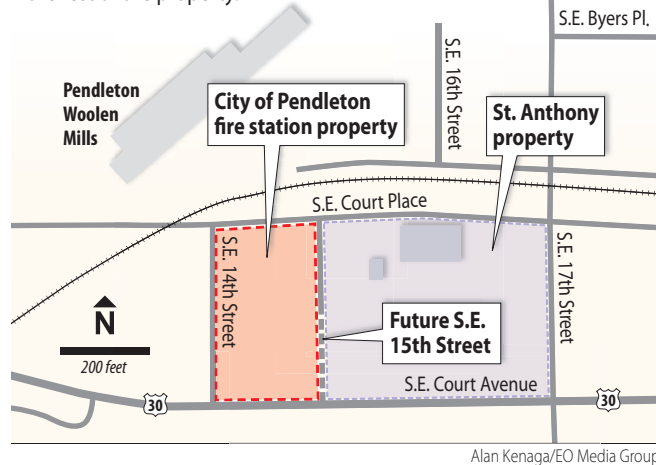 S.E. Byers Pl.
S.E. 16th Street
Pendleton
Woolen
Mills
City of Pendleton
fire station property
St. Anthony
property
S.E. Court Place
S.E. 14th Street
S.E. 17th Street
N
200 feet
Future S.E.
15th Street
S.E. Court Avenue
30
30
Alan Kenaga/EO Media Group